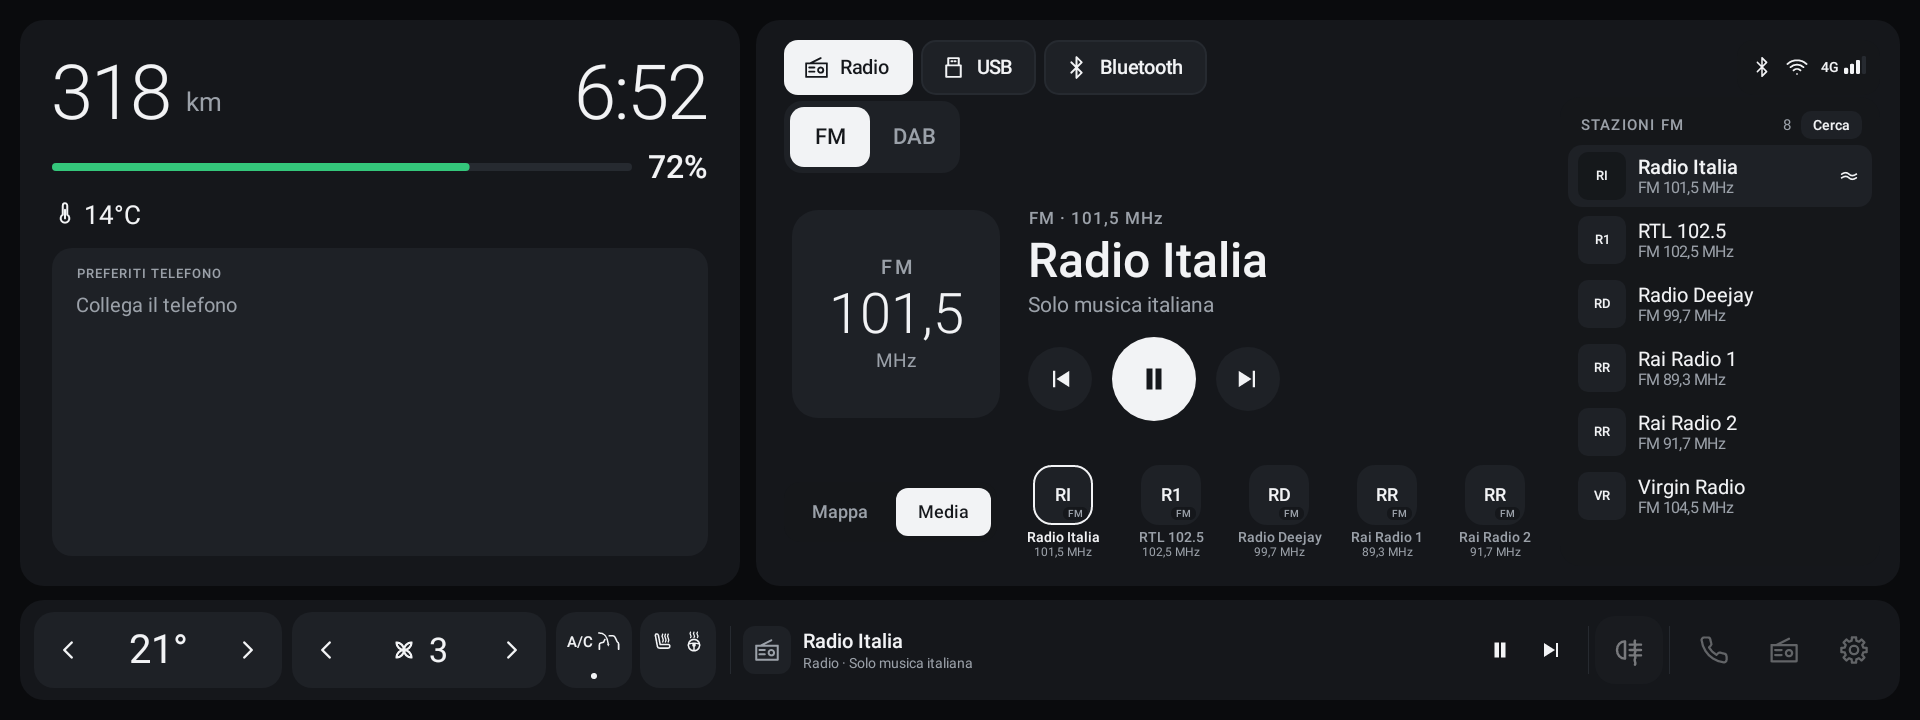 318 km
6:52
72%
14°C
PREFERITI TELEFONO
Collega il telefono
Radio
USB
Bluetooth
4G
FM
DAB
FM
101,5
MHz
FM · 101,5 MHz
Radio Italia
Solo musica italiana
Mappa
Media
RI
FM
Radio Italia
101,5 MHz
R1
FM
RTL 102.5
102,5 MHz
RD
FM
Radio Deejay
99,7 MHz
RR
FM
Rai Radio 1
89,3 MHz
RR
FM
Rai Radio 2
91,7 MHz
STAZIONI FM
8
Cerca
RI
Radio Italia
FM 101,5 MHz
R1
RTL 102.5
FM 102,5 MHz
RD
Radio Deejay
FM 99,7 MHz
RR
Rai Radio 1
FM 89,3 MHz
RR
Rai Radio 2
FM 91,7 MHz
VR
Virgin Radio
FM 104,5 MHz
21°
3
A/C
Radio Italia
Radio · Solo musica italiana